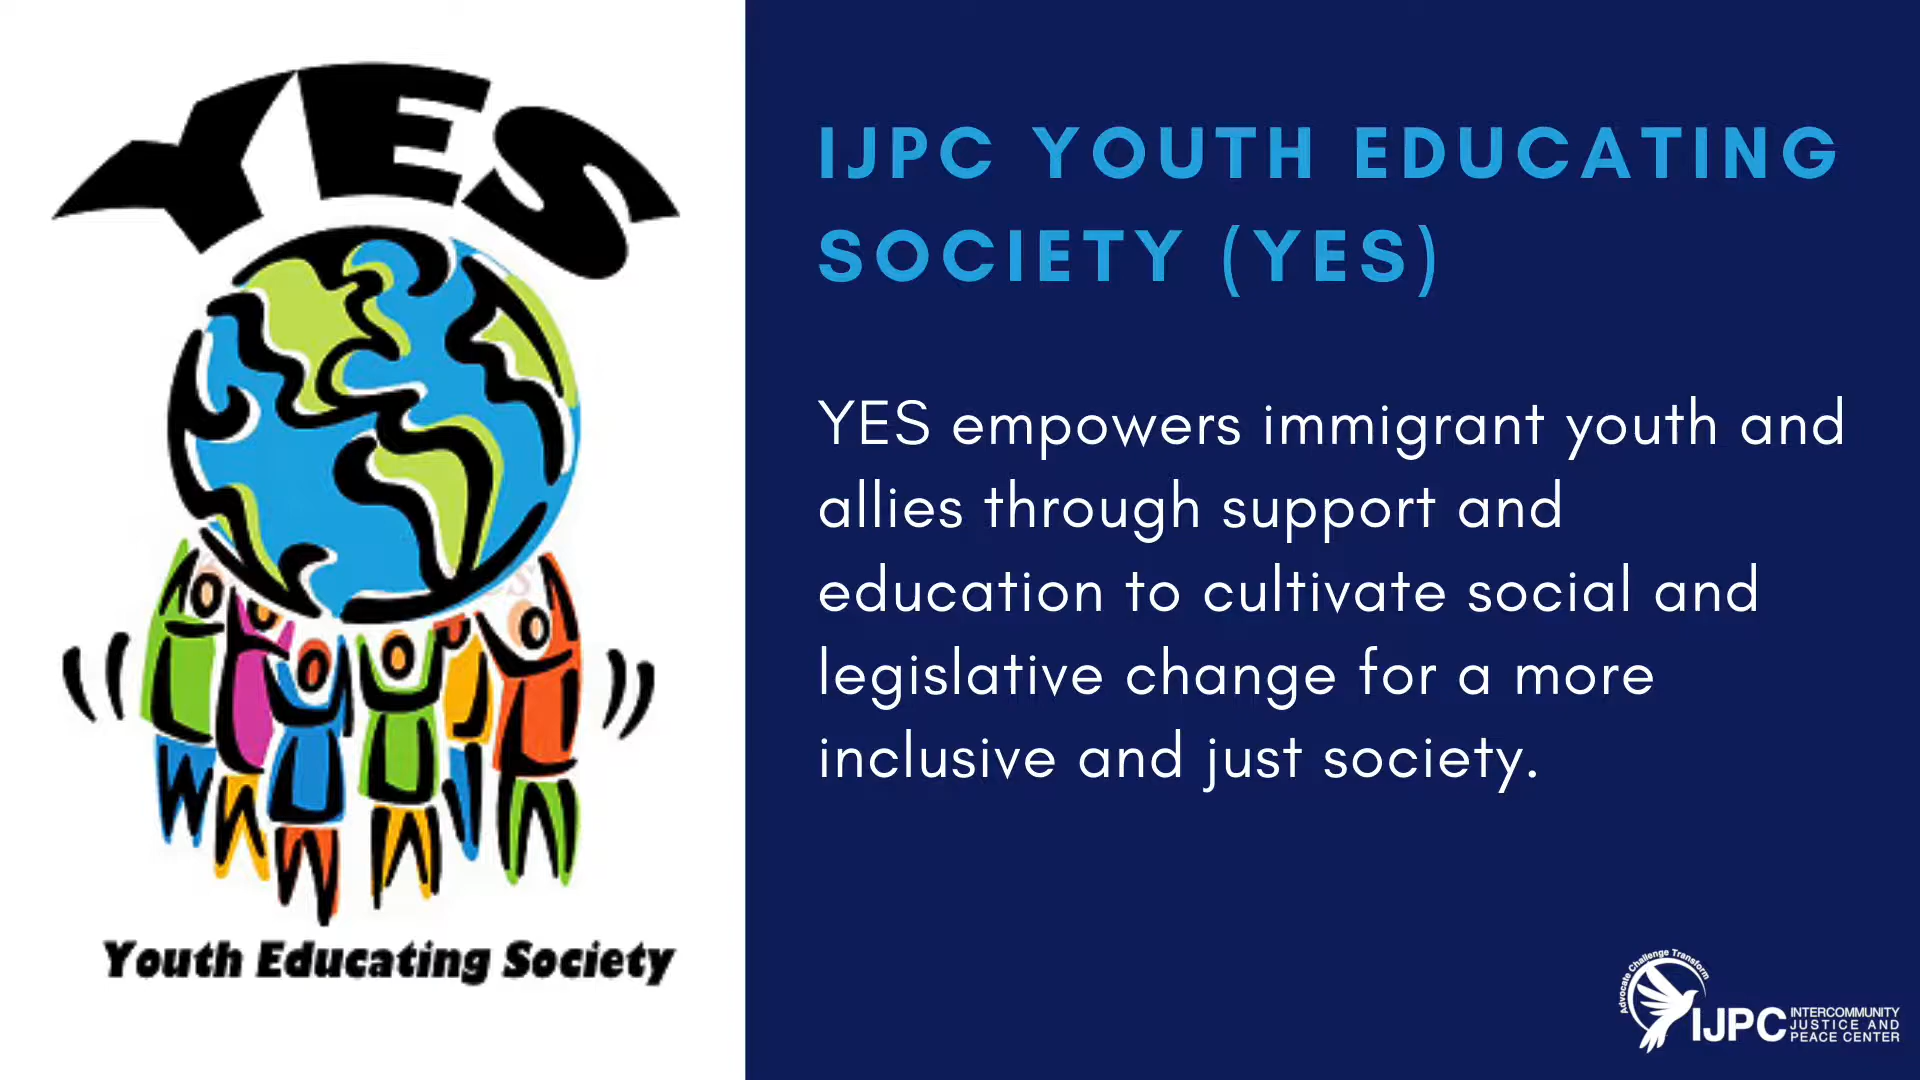 YES
Youth Educating Society
IJPC YOUTH EDUCATING
SOCIETY (YES)
YES empowers immigrant youth and
allies through support and
education to cultivate social and
legislative change for a more
inclusive and just society.
Advocate Challenge Transform
IJPC
INTERCOMMUNITY
JUSTICE AND
PEACE CENTER